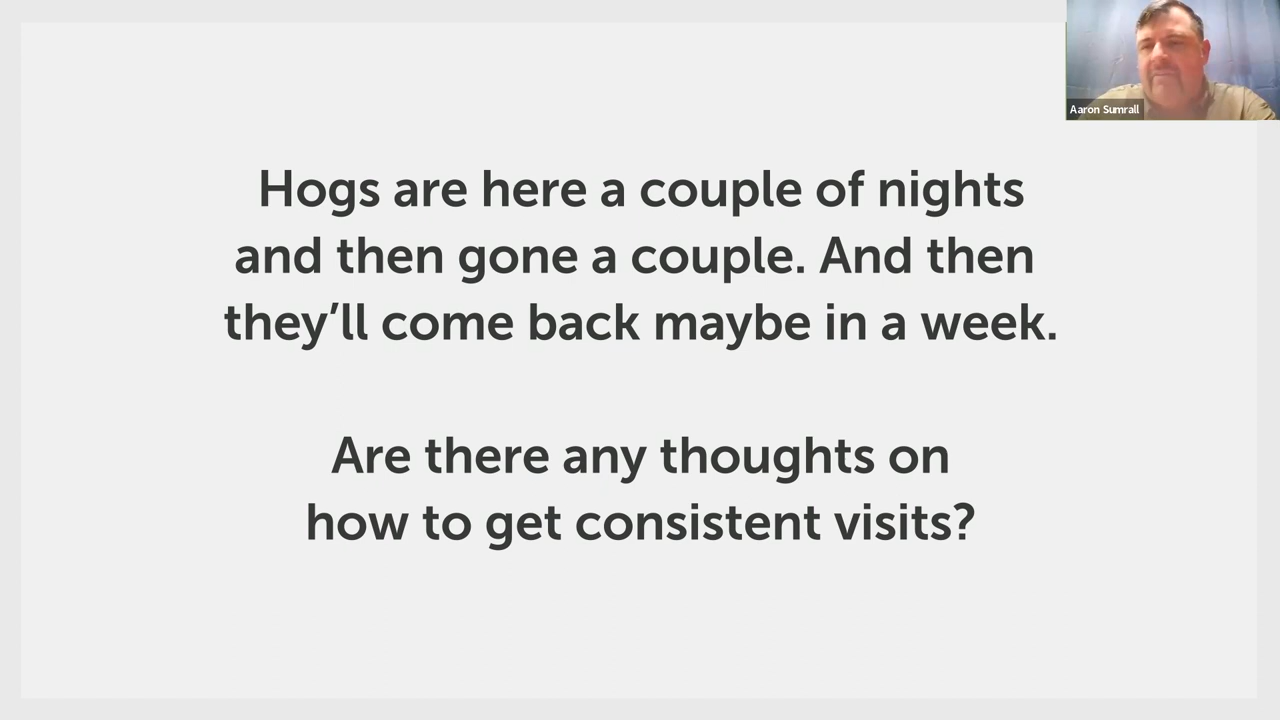 Aaron Sumrall
Hogs are here a couple of nights
and then gone a couple. And then
they’ll come back maybe in a week.
Are there any thoughts on
how to get consistent visits?